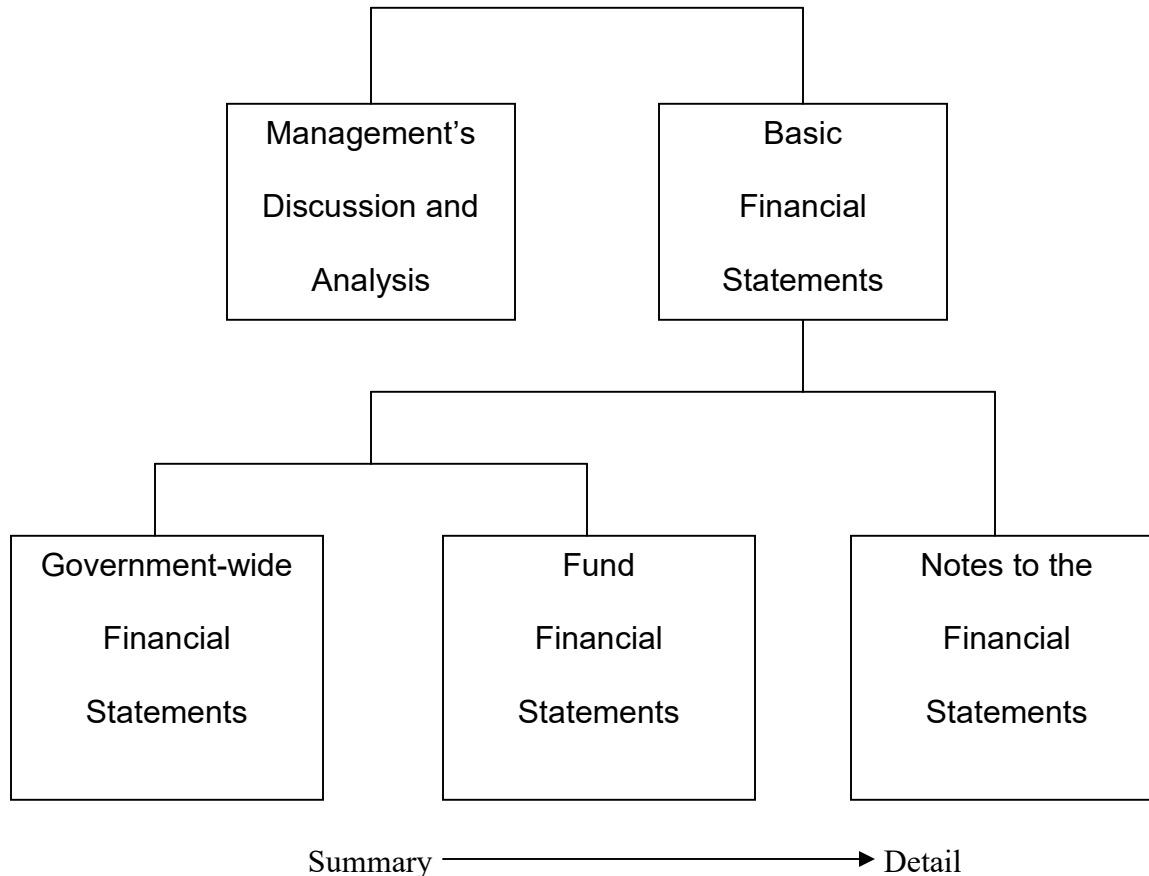 Management’s
Discussion and
Analysis
Basic
Financial
Statements
Government-wide
Financial
Statements
Fund
Financial
Statements
Notes to the
Financial
Statements
Summary
Detail